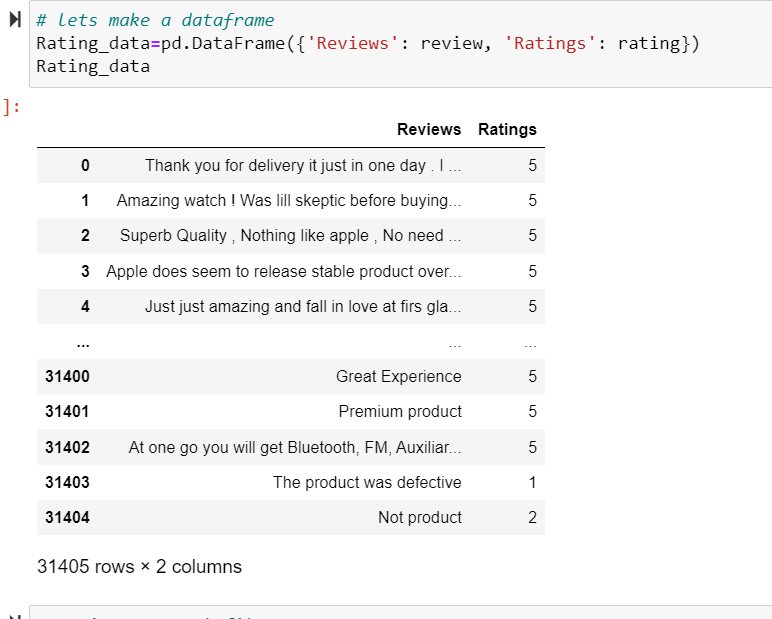 # lets make a dataframe
Rating_data=pd.DataFrame({'Reviews': review, 'Ratings': rating})
Rating_data
]:
Reviews Ratings
0 Thank you for delivery it just in one day . I ... 5
1 Amazing watch ! Was lill skeptic before buying... 5
2 Superb Quality , Nothing like apple , No need ... 5
3 Apple does seem to release stable product over... 5
4 Just just amazing and fall in love at firs gla... 5
... ... ...
31400 Great Experience 5
31401 Premium product 5
31402 At one go you will get Bluetooth, FM, Auxiliar... 5
31403 The product was defective 1
31404 Not product 2
31405 rows × 2 columns